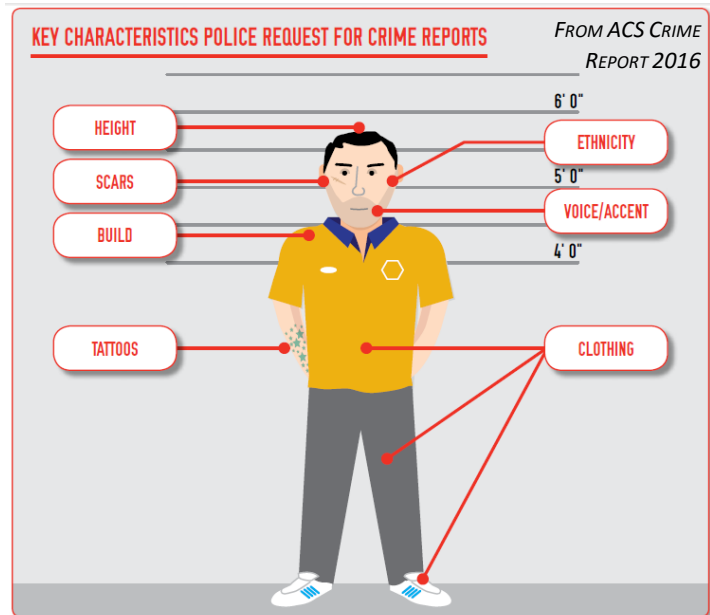 KEY CHARACTERISTICS POLICE REQUEST FOR CRIME REPORTS
FROM ACS CRIME
REPORT 2016
6' 0"
HEIGHT
ETHNICITY
SCARS
5' 0"
VOICE/ACCENT
BUILD
4' 0"
TATTOOS
CLOTHING